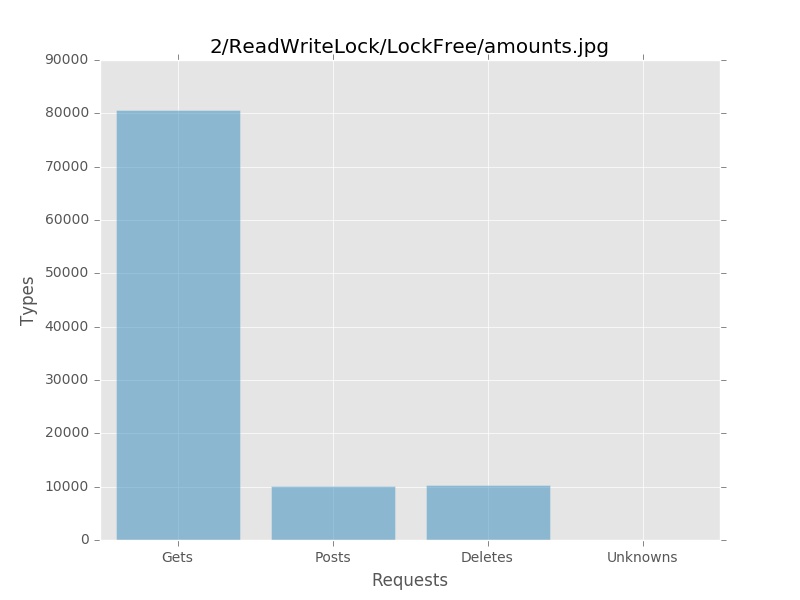 2/ReadWriteLock/LockFree/amounts.jpg
90000
80000
70000
60000
50000
40000
30000
20000
10000
0
Types
Gets Posts Deletes Unknowns
Requests